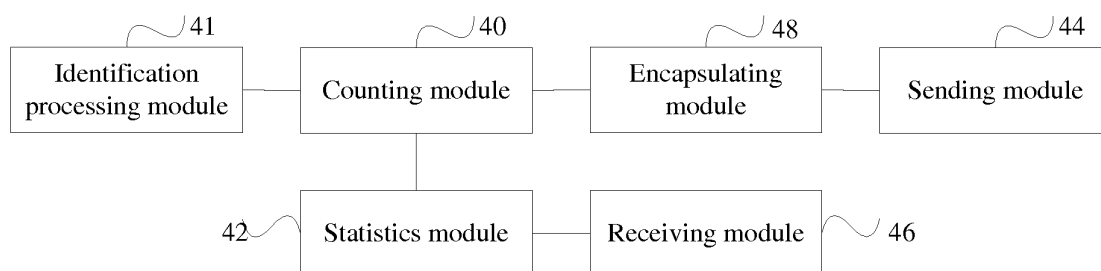 41
40
48
44
Identification
processing module
Counting module
Encapsulating
module
Sending module
42
Statistics module
Receiving module
46